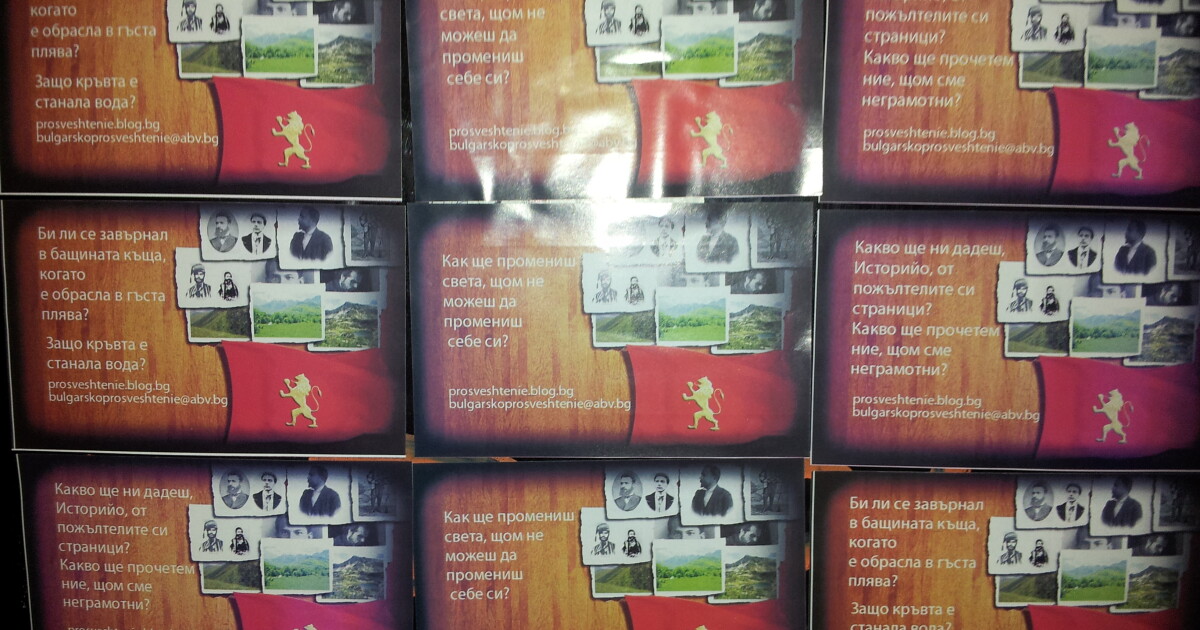 когато
е обрасла в гъста
плява?
Защо кръвта е
станала вода?
prosveshtenie.blog.bg
bulgarskoprosveshtenie@abv.bg
света, щом не
можеш да
промениш
себе си?
prosveshtenie.blog.bg
bulgarskoprosveshtenie@abv.bg
пожълтелите си
страници?
Какво ще прочетем
ние, щом сме
неграмотни?
prosveshtenie.blog.bg
bulgarskoprosveshtenie@abv.bg
Би ли се завърнал
в бащината къща,
когато
е обрасла в гъста
плява?
Защо кръвта е
станала вода?
prosveshtenie.blog.bg
bulgarskoprosveshtenie@abv.bg
Как ще промениш
света, щом не
можеш да
промениш
себе си?
prosveshtenie.blog.bg
bulgarskoprosveshtenie@abv.bg
Какво ще ни дадеш,
Историйо, от
пожълтелите си
страници?
Какво ще прочетем
ние, щом сме
неграмотни?
prosveshtenie.blog.bg
bulgarskoprosveshtenie@abv.bg
Какво ще ни дадеш,
Историйо, от
пожълтелите си
страници?
Какво ще прочетем
ние, щом сме
неграмотни?
Как ще промениш
света, щом не
можеш да
промениш
себе си?
Би ли се завърнал
в бащината къща,
когато
е обрасла в гъста
плява?
Защо кръвта е
станала вода?